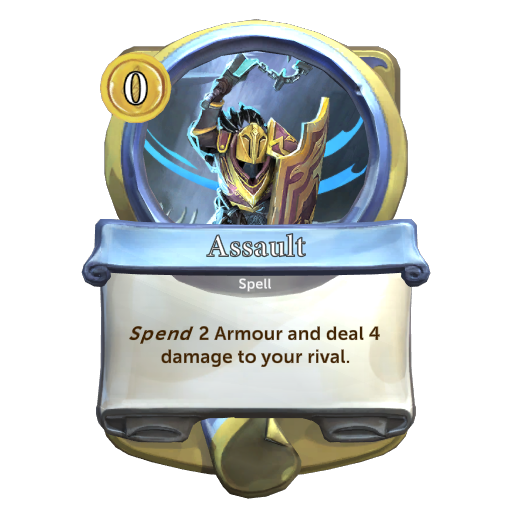 0
Assault
Spell
Spend 2 Armour and deal 4
damage to your rival.